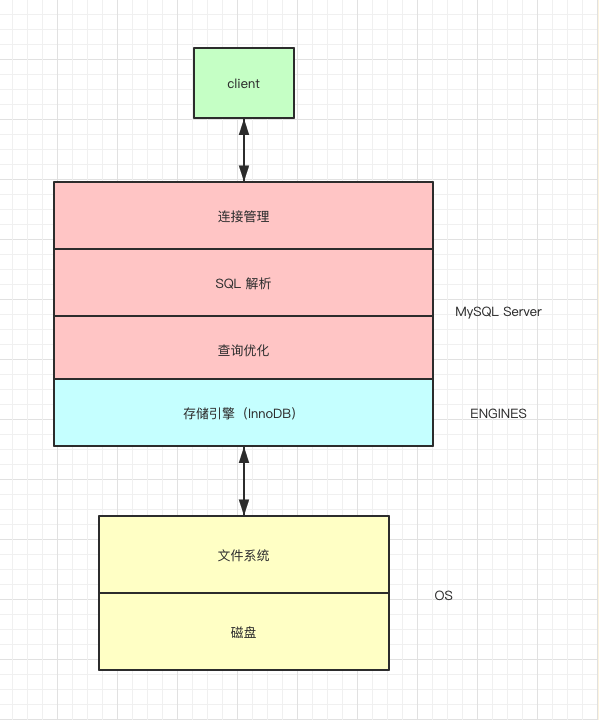 client
连接管理
SQL 解析
MySQL Server
查询优化
存储引擎（InnoDB）
ENGINES
文件系统
OS
磁盘